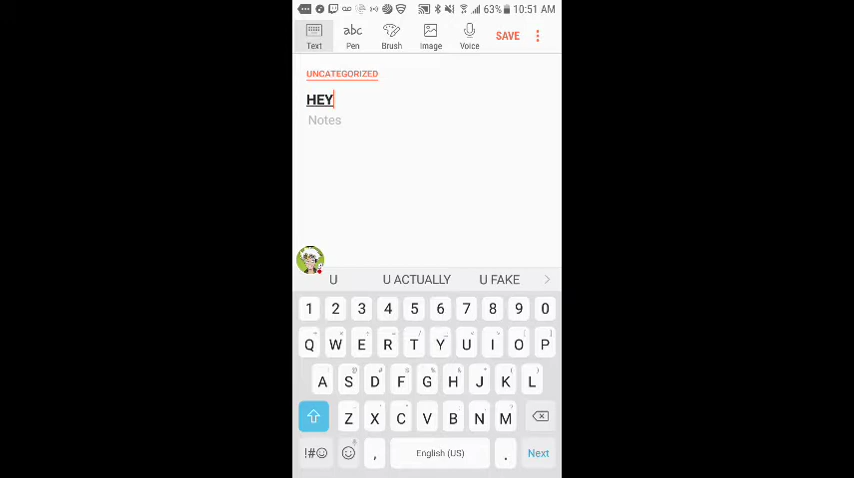 63% 10:51 AM
Text
abc Pen
Brush
Image
Voice
SAVE
UNCATEGORIZED
HEY
Notes
U U ACTUALLY U FAKE
1 2 3 4 5 6 7 8 9 0
Q W E R T Y U I O P
A S D F G H J K L
Z X C V B N M
!#☺ , English (US) . Next